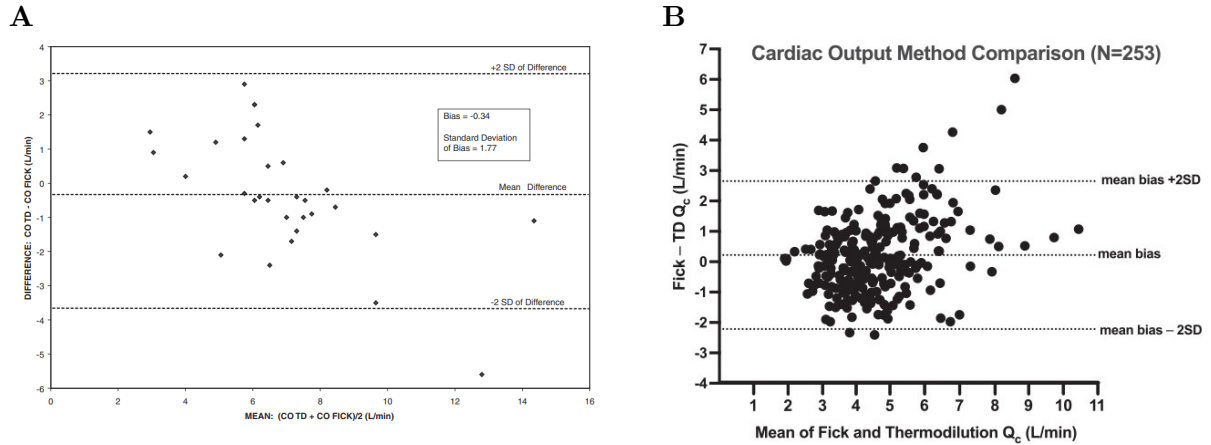 A
4
3
2
1
0
-1
-2
-3
-4
-5
-6
0
2
4
6
8
10
12
14
16
DIFFERENCE: CO TD - CO FICK (L/min)
MEAN: (CO TD + CO FICK)/2 (L/min)
+2 SD of Difference
Bias = -0.34
Standard Deviation
of Bias = 1.77
Mean Difference
-2 SD of Difference
B
Cardiac Output Method Comparison (N=253)
7
6
5
4
3
2
1
0
-1
-2
-3
-4
1
2
3
4
5
6
7
8
9
10
11
Fick – TD Qc (L/min)
Mean of Fick and Thermodilution Qc (L/min)
mean bias +2SD
mean bias
mean bias – 2SD